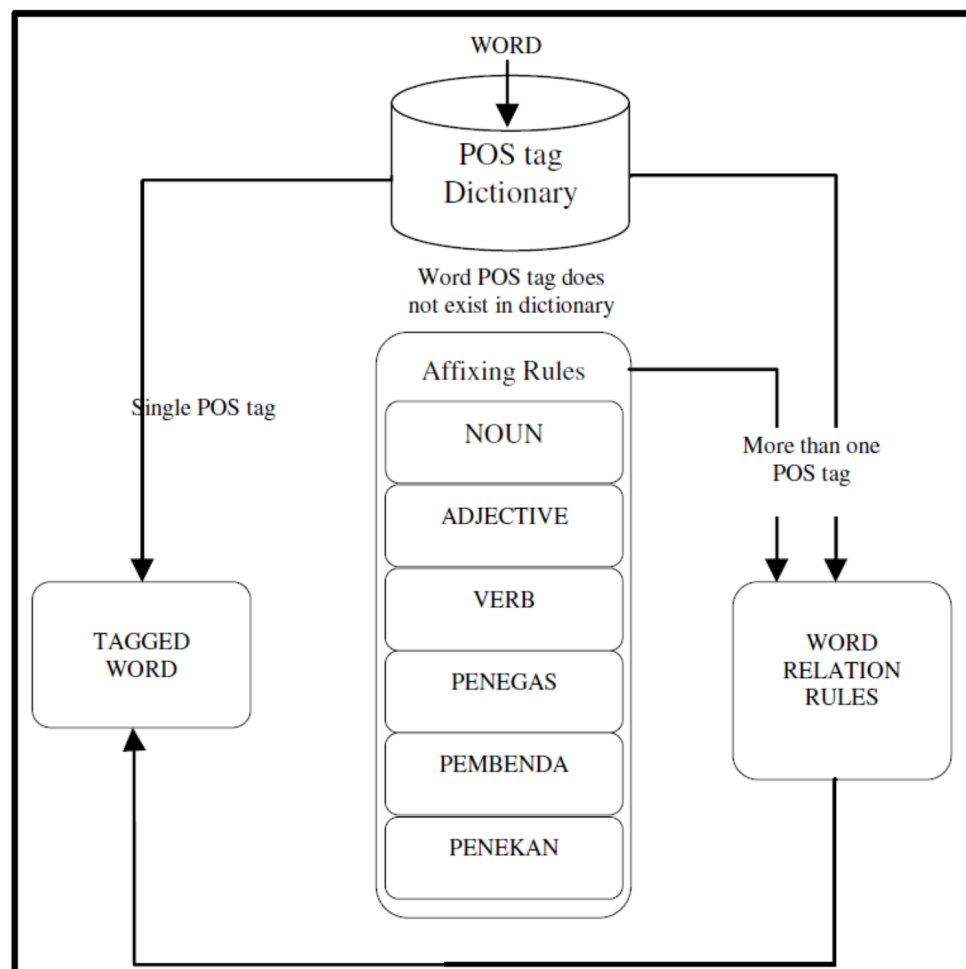 WORD
POS tag
Dictionary
Word POS tag does
not exist in dictionary
Affixing Rules
Single POS tag
NOUN
More than one
POS tag
ADJECTIVE
VERB
TAGGED
WORD
WORD
RELATION
RULES
PENEGAS
PEMBENDA
PENEKAN